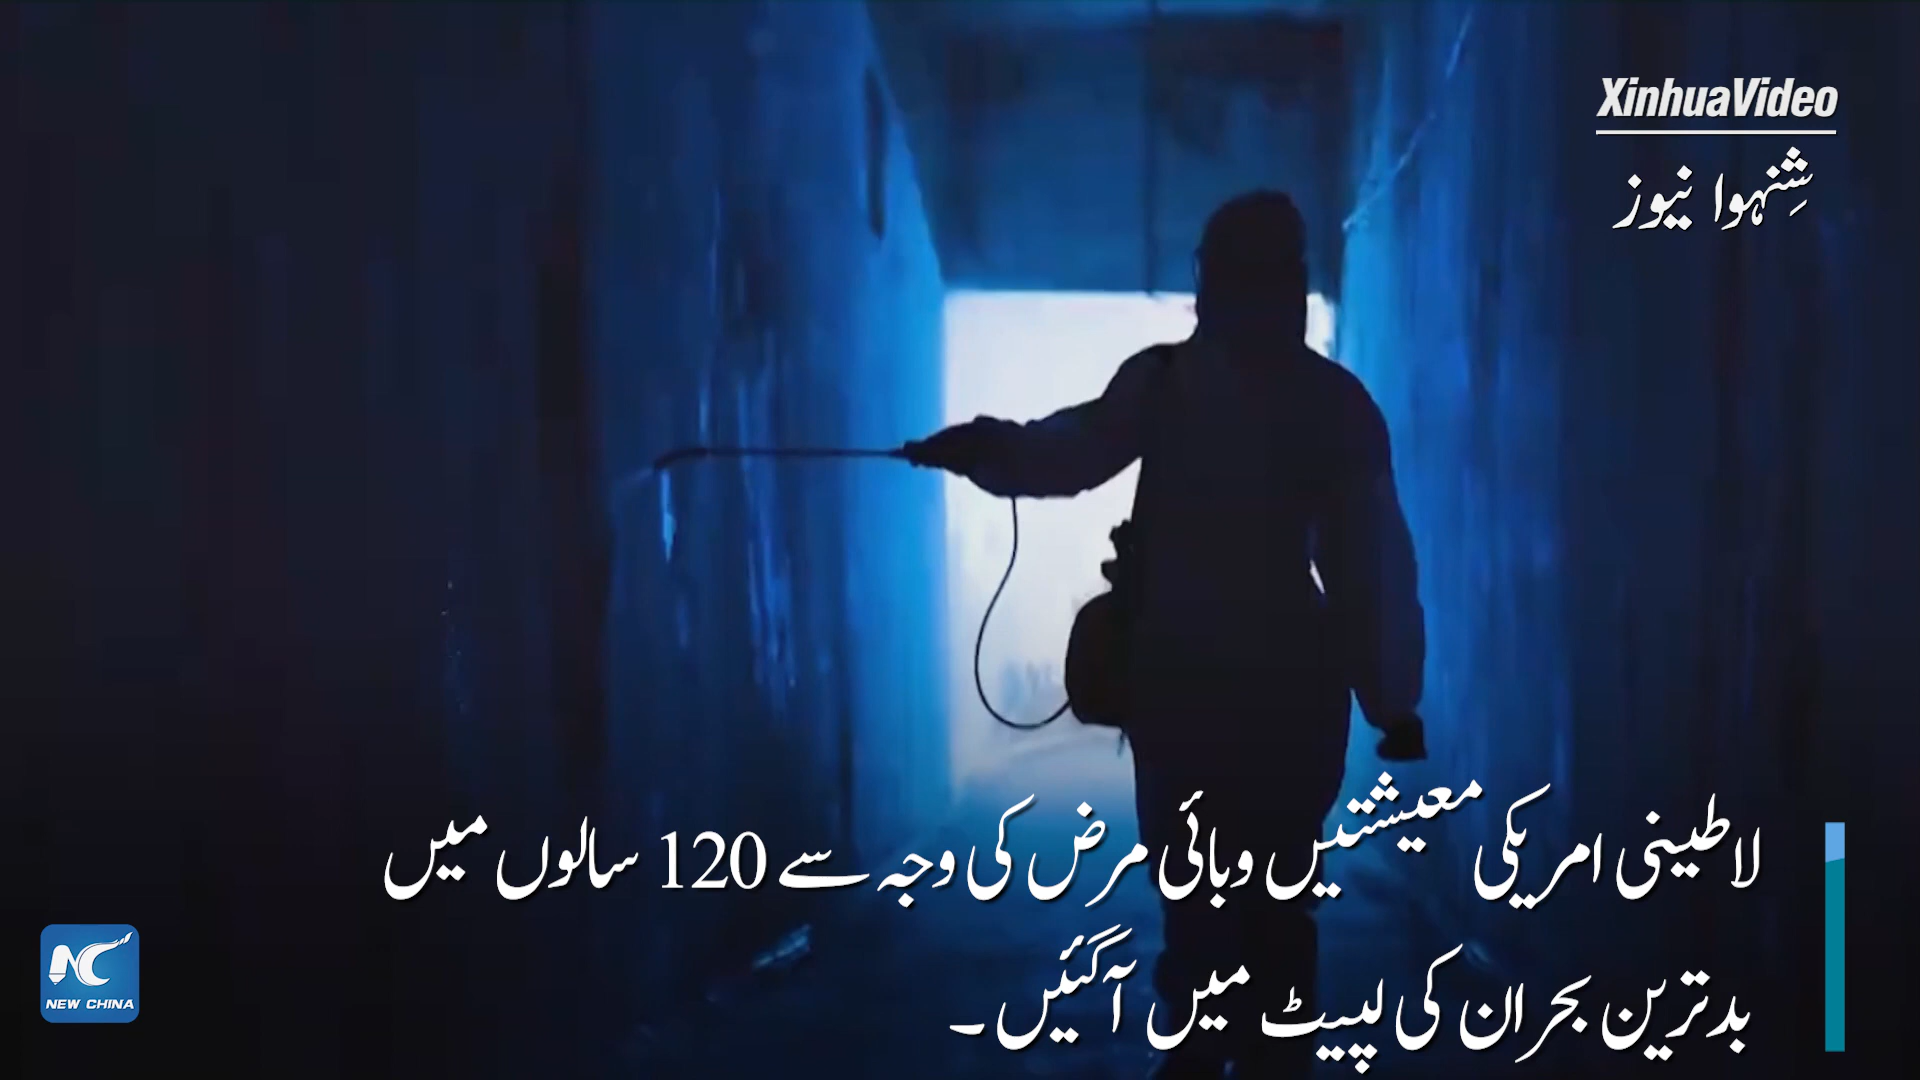 XinhuaVideo
شِنہوا نیوز
لاطینی امریکی معیشتیں وبائی مرض کی وجہ سے 120 سالوں میں
بدترین بحران کی لپیٹ میں آگئیں۔
NEW CHINA